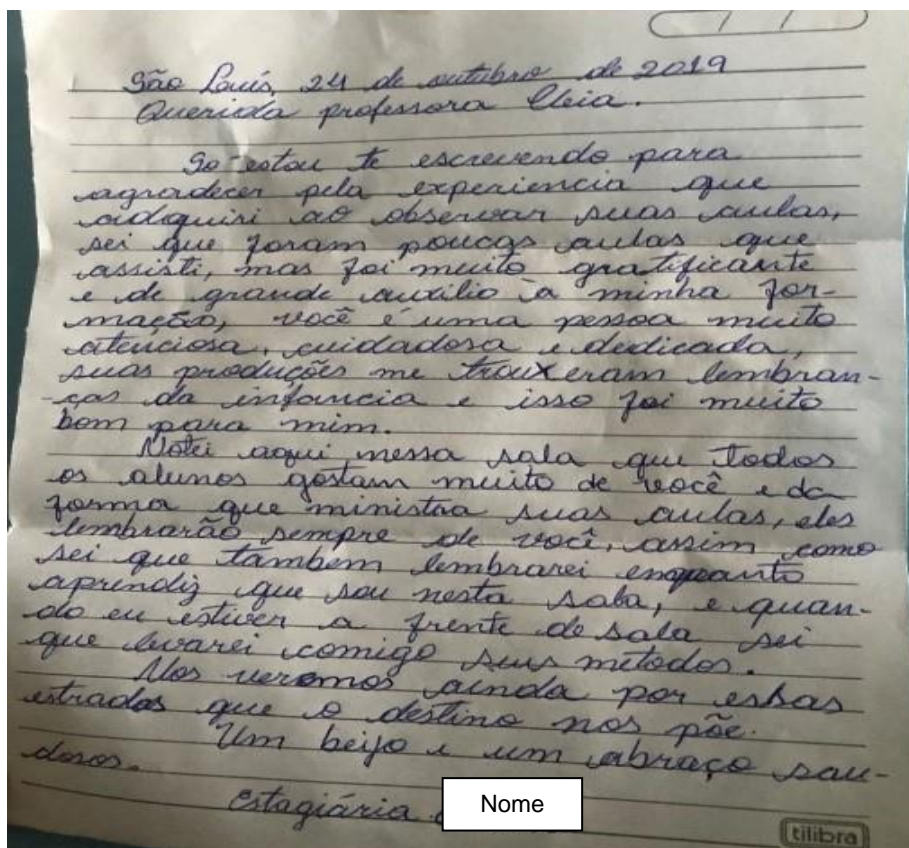 São Luís, 24 de outubro de 2019
Querida professora Cleia.
So estou te escrevendo para
agradecer pela experiencia que
adquiri ao observar suas aulas,
sei que foram poucas aulas que
assisti, mas foi muito gratificante
e de grande auxílio à minha for-
mação, você é uma pessoa muito
atenciosa, cuidadosa e dedicada,
suas produções me trouxeram lembran-
-ças da infancia e isso foi muito
bom para mim.
Notei aqui nessa sala que todos
os alunos gostam muito de você e da
forma que ministra suas aulas, eles
lembrarão sempre de você, assim como
sei que tambem lembrarei enquanto
aprendiz que sou nesta sala, e quan-
do eu estiver a frente de sala sei
que levarei comigo seus métodos.
Nos veremos ainda por essas
estradas que o destino nos põe.
Um beijo e um abraço sau-
dosos.
Estagiária
Nome
tilibra